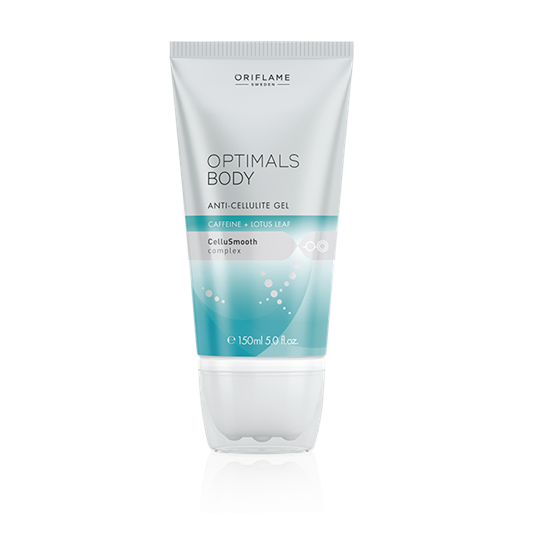 ORIFLAME
SWEDEN
OPTIMALS
BODY
ANTI-CELLULITE GEL
CAFFEINE + LOTUS LEAF
CelluSmooth
complex
℮ 150ml 5.0 fl.oz.